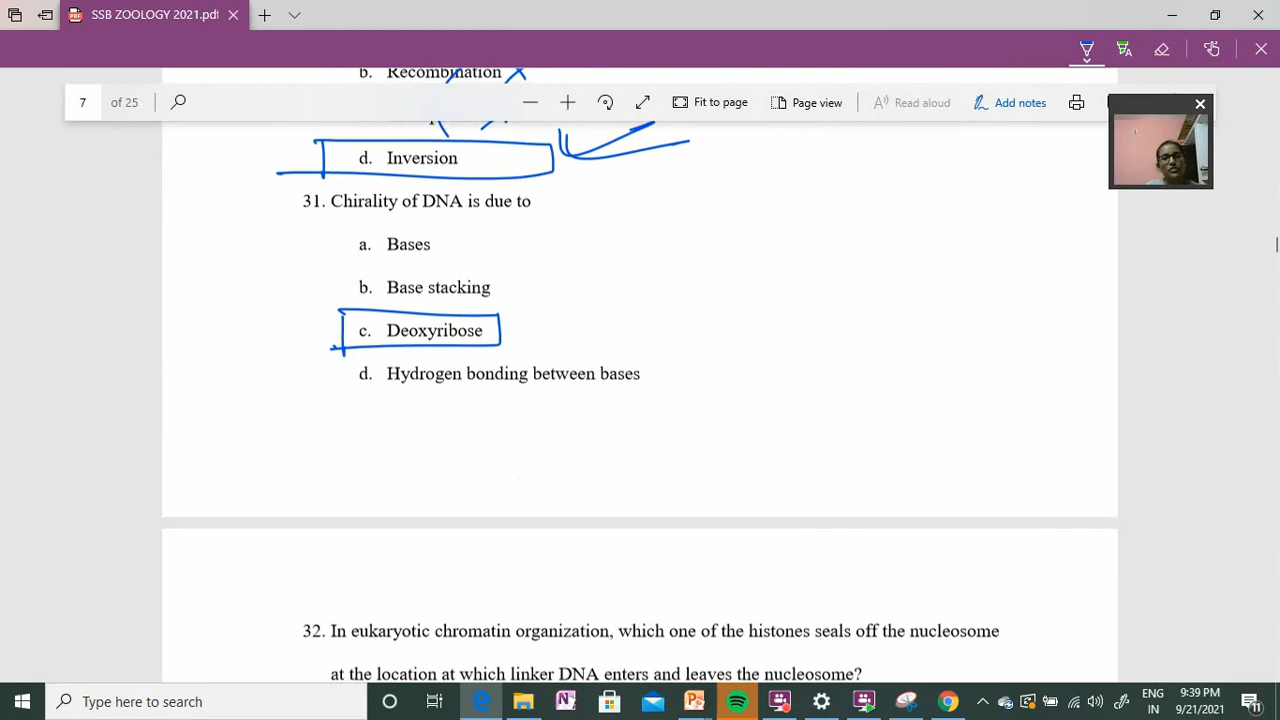 SSB ZOOLOGY 2021.pdf
b. Recombination
7 of 25
Fit to page
Page view
Read aloud
Add notes
d. Inversion
31. Chirality of DNA is due to
a. Bases
b. Base stacking
c. Deoxyribose
d. Hydrogen bonding between bases
32. In eukaryotic chromatin organization, which one of the histones seals off the nucleosome
at the location at which linker DNA enters and leaves the nucleosome?
Type here to search
ENG
IN
9:39 PM
9/21/2021
11